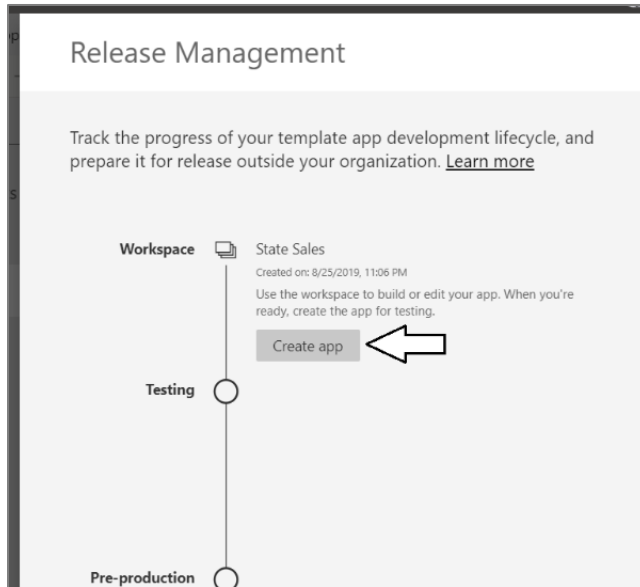 Release Management
Track the progress of your template app development lifecycle, and
prepare it for release outside your organization. Learn more
Workspace
State Sales
Created on: 8/25/2019, 11:06 PM
Use the workspace to build or edit your app. When you're
ready, create the app for testing.
Create app
Testing
Pre-production